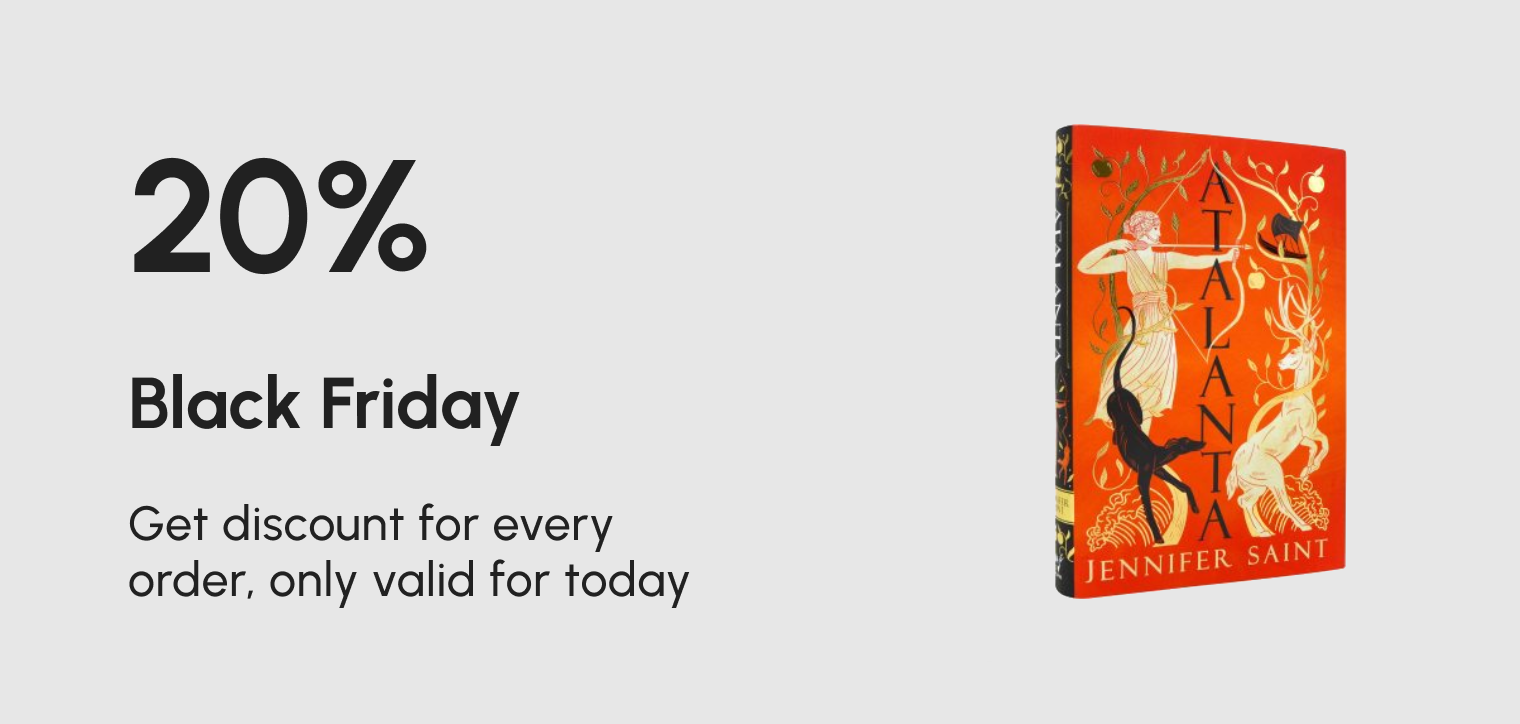 20%
Black Friday
Get discount for every
order, only valid for today
ATALANTA
JENNIFER SAINT